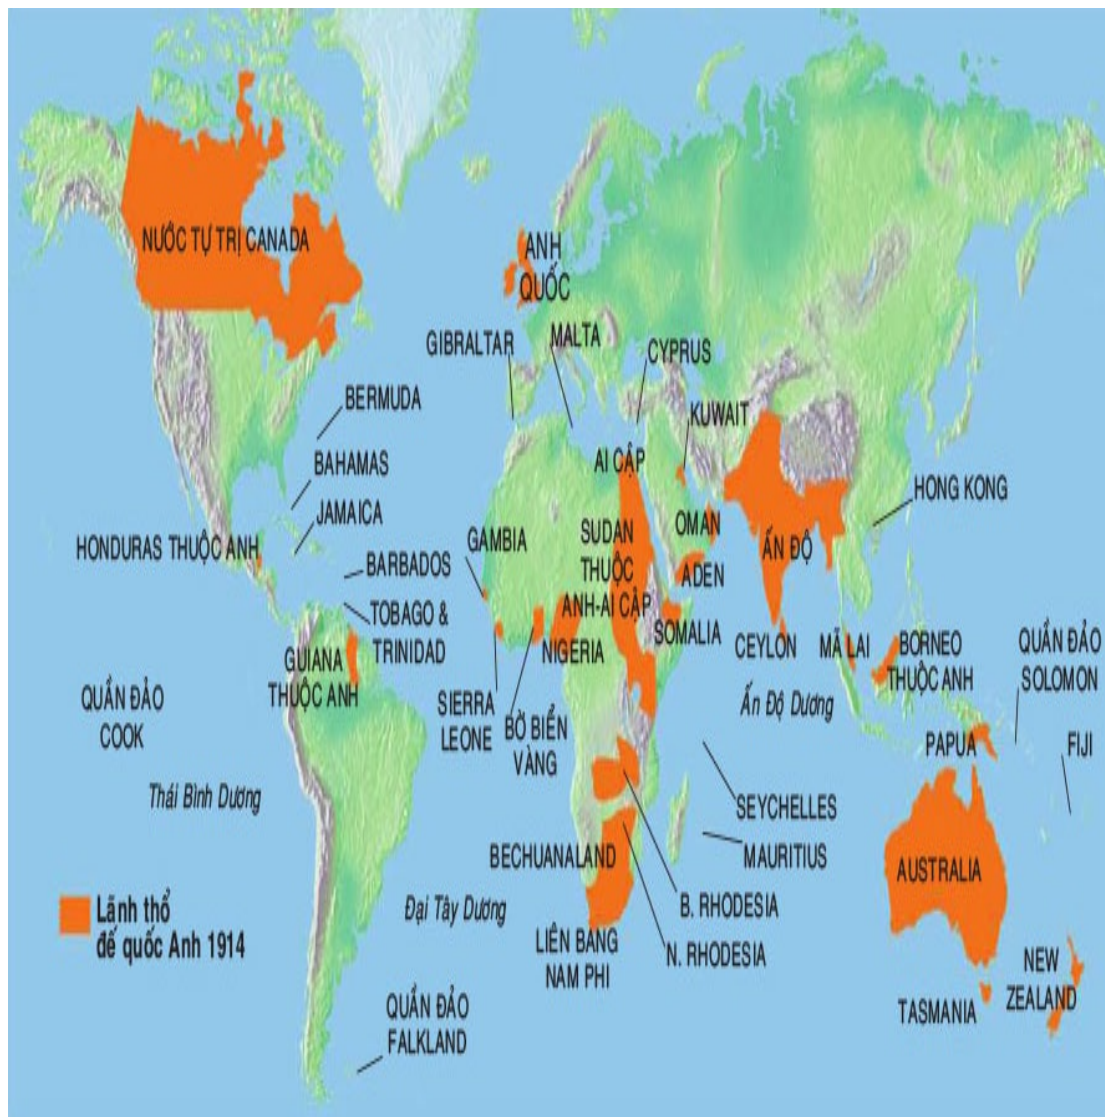 NƯỚC TỰ TRỊ CANADA
ANH
QUỐC
GIBRALTAR
MALTA
CYPRUS
BERMUDA
KUWAIT
BAHAMAS
AI CẬP
JAMAICA
HONG KONG
HONDURAS THUỘC ANH
GAMBIA
SUDAN
THUỘC
ANH-AI CẬP
OMAN
ẤN ĐỘ
BARBADOS
ADEN
TOBAGO &
TRINIDAD
NIGERIA
SOMALIA
CEYLON
MÃ LAI
BORNEO
THUỘC ANH
QUẦN ĐẢO
SOLOMON
GUIANA
THUỘC ANH
QUẦN ĐẢO
COOK
SIERRA
LEONE
BỜ BIỂN
VÀNG
Ấn Độ Dương
PAPUA
FIJI
Thái Bình Dương
SEYCHELLES
MAURITIUS
BECHUANALAND
AUSTRALIA
B. RHODESIA
Lãnh thổ
đế quốc Anh 1914
Đại Tây Dương
LIÊN BANG
NAM PHI
N. RHODESIA
NEW
ZEALAND
TASMANIA
QUẦN ĐẢO
FALKLAND